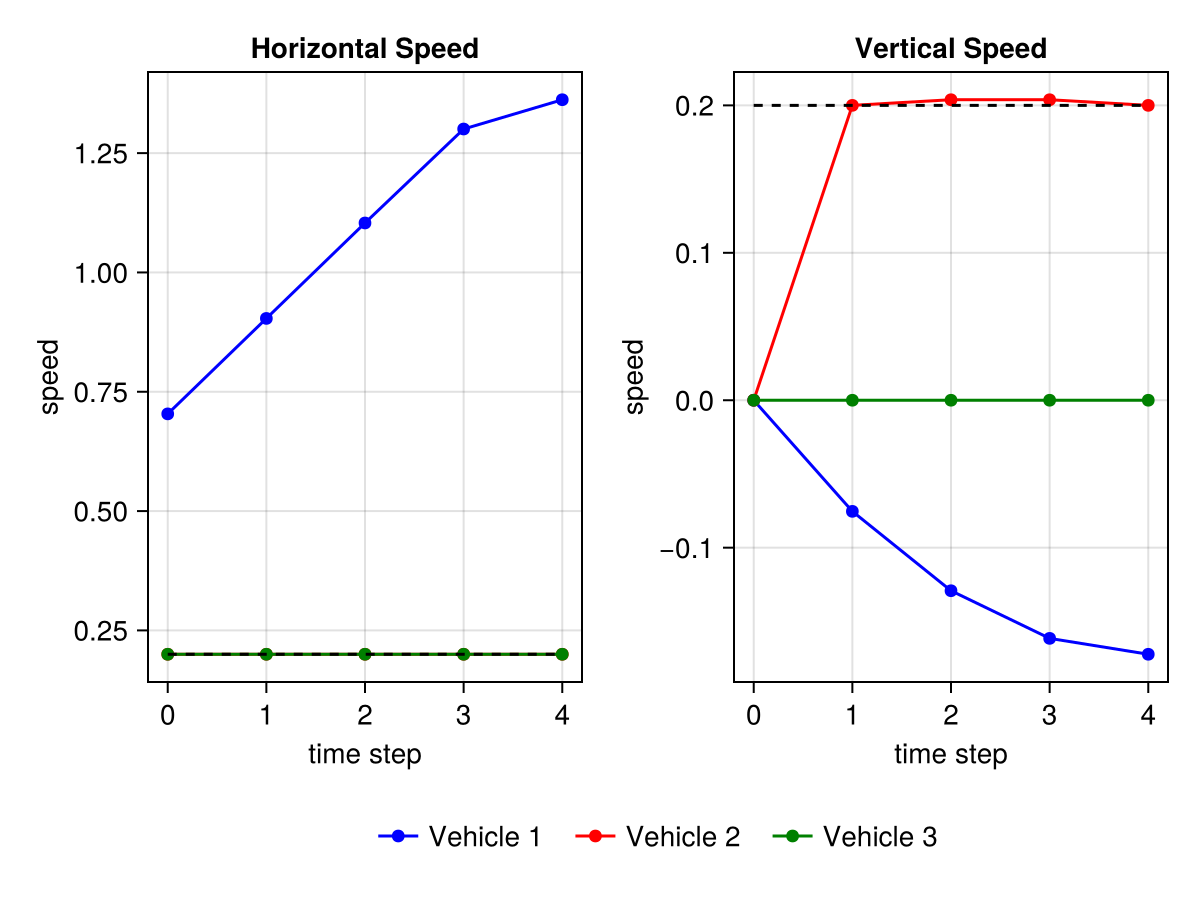 Horizontal Speed
speed
1.25
1.00
0.75
0.50
0.25
0 1 2 3 4
time step
Vertical Speed
speed
0.2
0.1
0.0
−0.1
0 1 2 3 4
time step
Vehicle 1 Vehicle 2 Vehicle 3